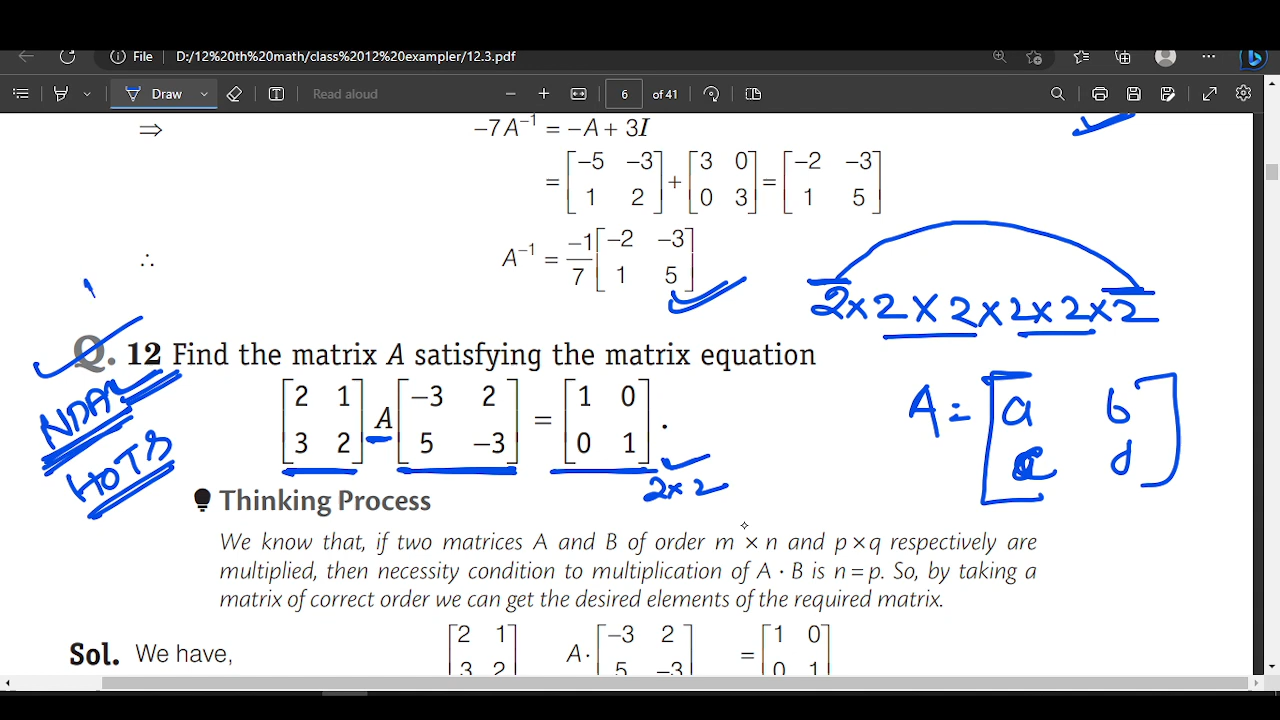 File D:/12%20th%20math/class%2012%20exampler/12.3.pdf
Draw Read aloud 6 of 41
⇒ −7A⁻¹ = −A + 3I
= [−5 −3; 1 2] + [3 0; 0 3] = [−2 −3; 1 5]
∴ A⁻¹ = −1/7 [−2 −3; 1 5]
2×2×2×2×2×2
Q. 12 Find the matrix A satisfying the matrix equation
[2 1; 3 2] A [−3 2; 5 −3] = [1 0; 0 1].
A = [a b; c d]
NDA
HOTS
2×2
Thinking Process
We know that, if two matrices A and B of order m × n and p × q respectively are
multiplied, then necessity condition to multiplication of A · B is n = p. So, by taking a
matrix of correct order we can get the desired elements of the required matrix.
Sol. We have, [2 1; 3 2] A · [−3 2; 5 −3] = [1 0; 0 1]